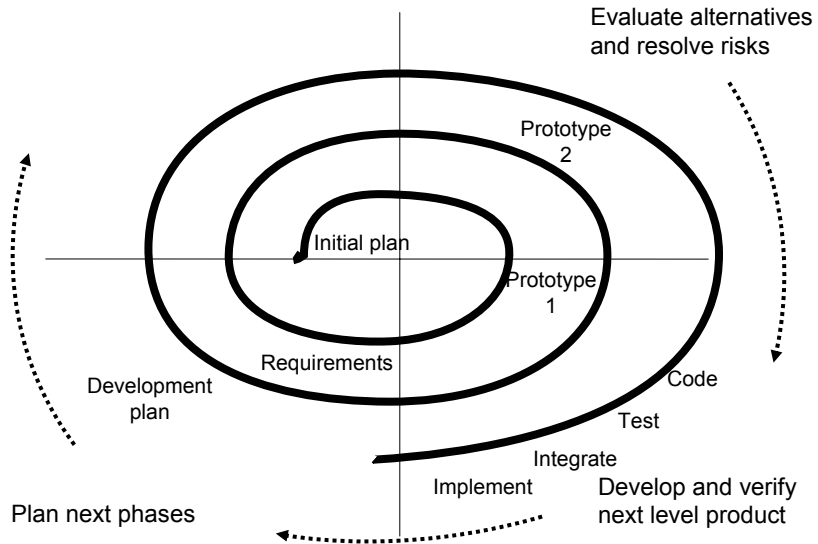 Evaluate alternatives
and resolve risks
Prototype
2
Initial plan
Prototype
1
Requirements
Development
plan
Code
Test
Integrate
Implement
Develop and verify
next level product
Plan next phases